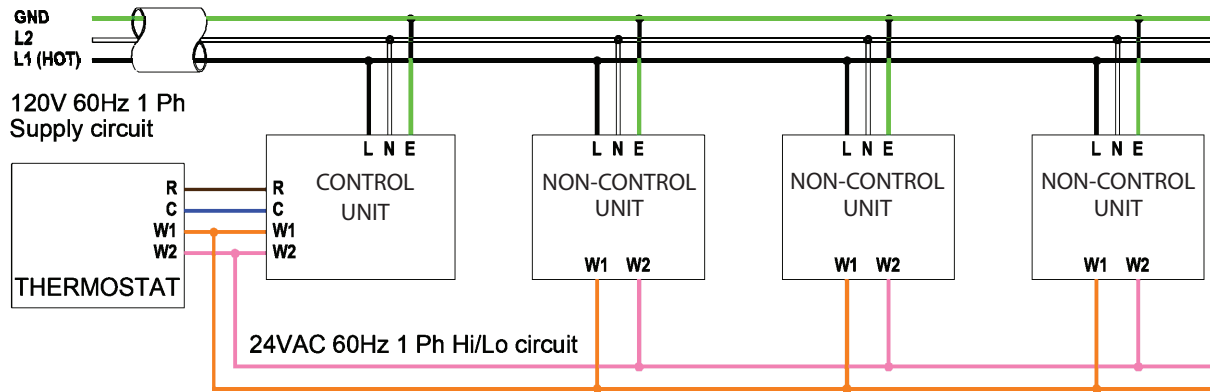 GND
L2
L1 (HOT)
120V 60Hz 1 Ph
Supply circuit
L N E
CONTROL
UNIT
R
C
W1
W2
L N E
NON-CONTROL
UNIT
W1 W2
L N E
NON-CONTROL
UNIT
W1 W2
L N E
NON-CONTROL
UNIT
W1 W2
R
C
W1
W2
THERMOSTAT
24VAC 60Hz 1 Ph Hi/Lo circuit